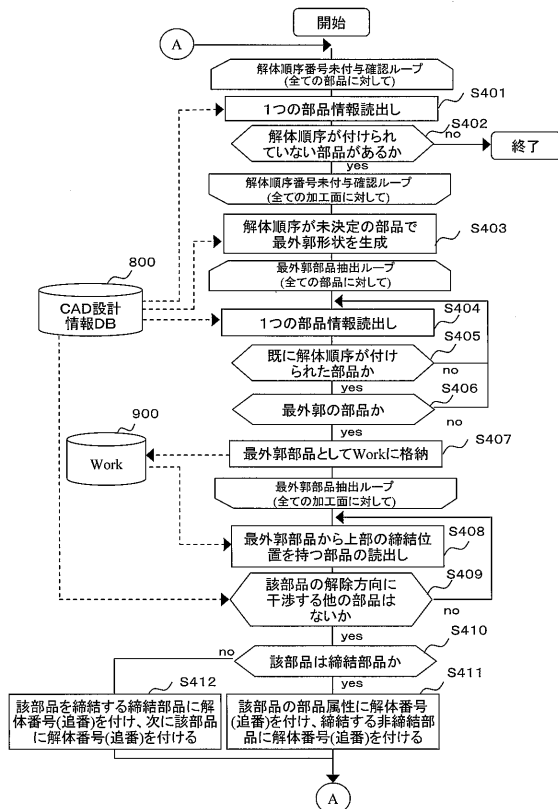 開始
A
解体順序番号未付与確認ループ
(全ての部品に対して)
S401
1つの部品情報読出し
S402
解体順序が付けられ
ていない部品があるか
no
終了
yes
解体順序番号未付与確認ループ
(全ての加工面に対して)
S403
解体順序が未決定の部品で
最外郭形状を生成
800
CAD設計
情報DB
最外郭部品抽出ループ
(全ての部品に対して)
S404
1つの部品情報読出し
S405
既に解体順序が付け
られた部品か
no
yes
S406
最外郭の部品か
no
yes
900
Work
S407
最外郭部品としてWorkに格納
最外郭部品抽出ループ
(全ての加工面に対して)
S408
最外郭部品から上部の締結位
置を持つ部品の読出し
S409
該部品の解除方向に
干渉する他の部品は
ないか
no
yes
S410
該部品は締結部品か
no
yes
S412
該部品を締結する締結部品に解
体番号(追番)を付け、次に該部品
に解体番号(追番)を付ける
S411
該部品の部品属性に解体番号
(追番)を付け、締結する非締結部
品に解体番号(追番)を付ける
A